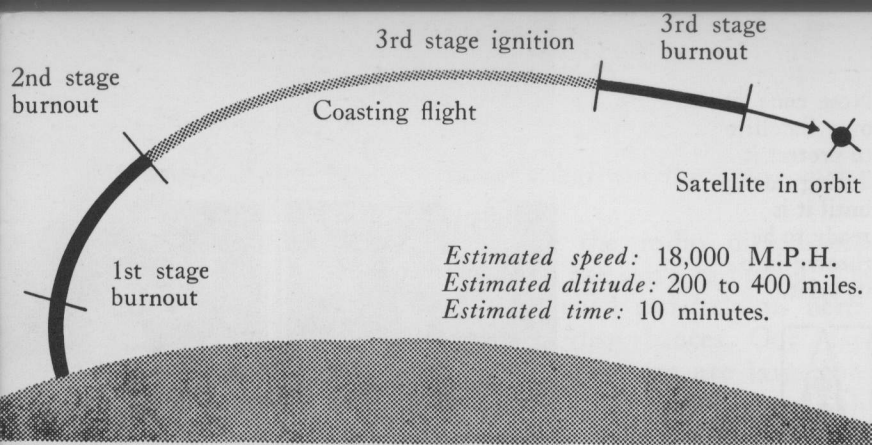 3rd stage ignition
3rd stage
burnout
2nd stage
burnout
Coasting flight
Satellite in orbit
1st stage
burnout
Estimated speed: 18,000 M.P.H.
Estimated altitude: 200 to 400 miles.
Estimated time: 10 minutes.